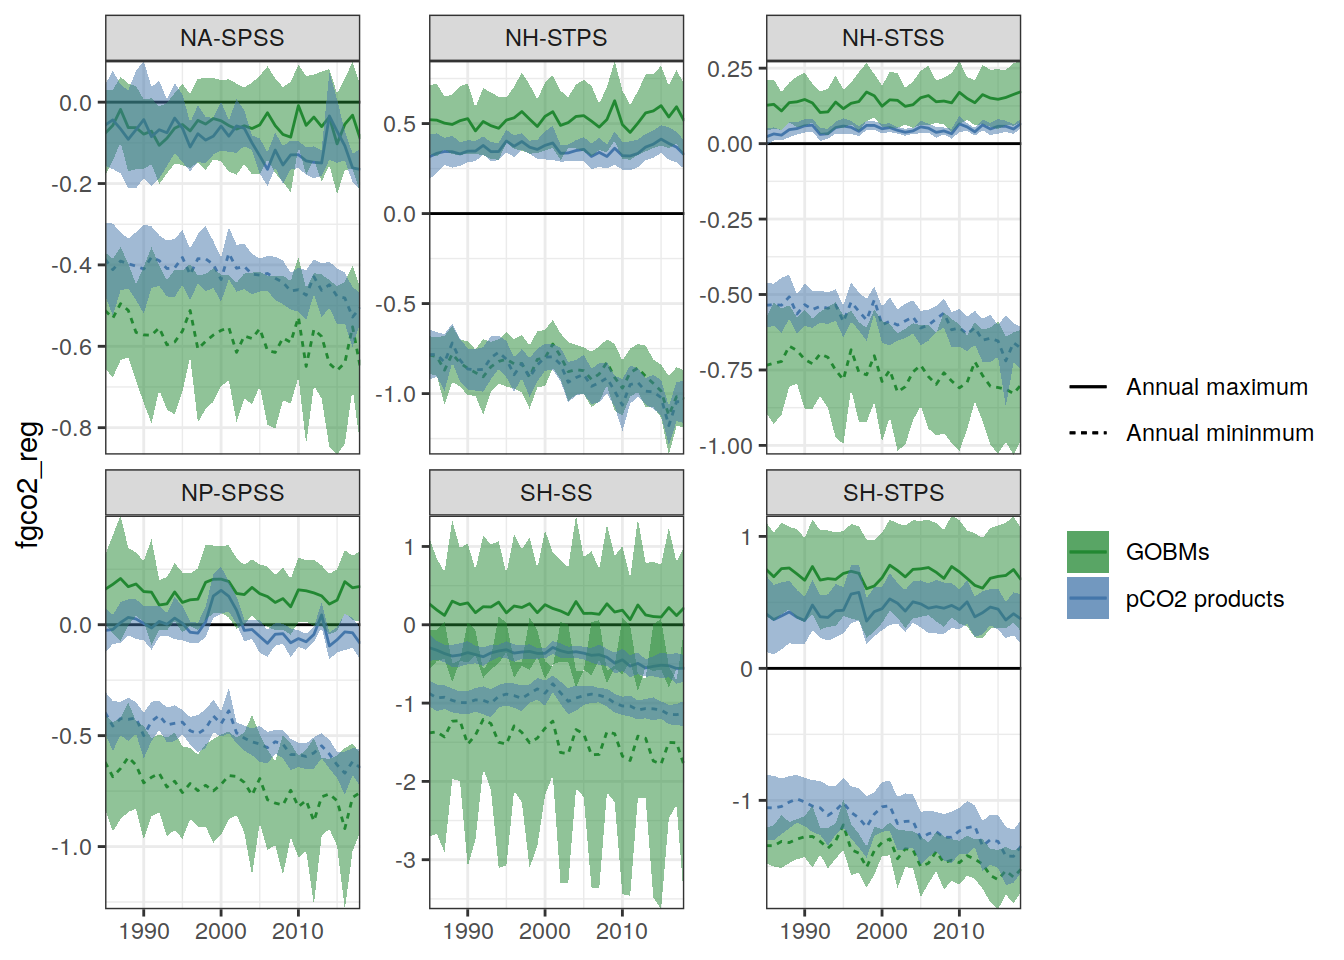 NA-SPSS
NH-STPS
NH-STSS
0.0
-0.2
-0.4
-0.6
-0.8
0.5
0.0
-0.5
-1.0
0.25
0.00
-0.25
-0.50
-0.75
-1.00
fgco2_reg
NP-SPSS
SH-SS
SH-STPS
0.0
-0.5
-1.0
1
0
-1
-2
-3
1
0
-1
1990 2000 2010
1990 2000 2010
1990 2000 2010
Annual maximum
Annual mininmum
GOBMs
pCO2 products